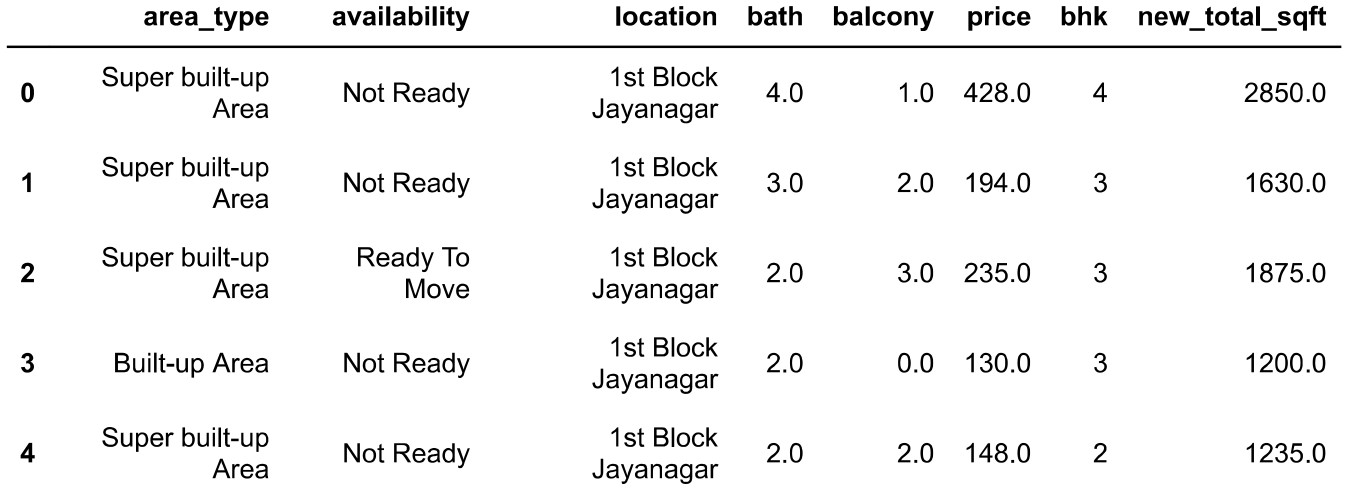 area_type availability location bath balcony price bhk new_total_sqft
0 Super built-up Area Not Ready 1st Block Jayanagar 4.0 1.0 428.0 4 2850.0
1 Super built-up Area Not Ready 1st Block Jayanagar 3.0 2.0 194.0 3 1630.0
2 Super built-up Area Ready To Move 1st Block Jayanagar 2.0 3.0 235.0 3 1875.0
3 Built-up Area Not Ready 1st Block Jayanagar 2.0 0.0 130.0 3 1200.0
4 Super built-up Area Not Ready 1st Block Jayanagar 2.0 2.0 148.0 2 1235.0